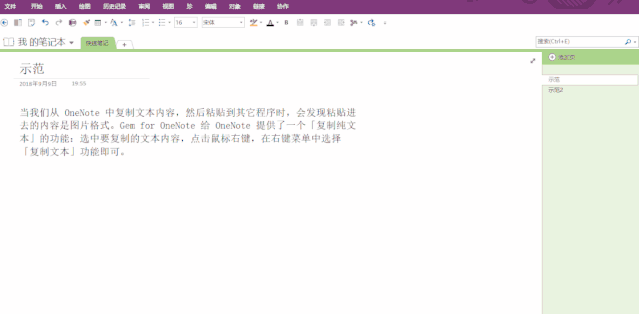 文件 开始 插入 绘图 历史记录 审阅 视图 珍 编辑 对象 链接 协作
16 宋体
我的笔记本 快速笔记 +
搜索(Ctrl+E)
示范
2018年9月8日 19:55
当我们从 OneNote 中复制文本内容，然后粘贴到其它程序时，会发现粘贴进
去的内容是图片格式。Gem for OneNote 给 OneNote 提供了一个「复制纯文
本」的功能；选中要复制的文本内容，点击鼠标右键，在右键菜单中选择
「复制文本」功能即可。
添加页
示范
示范2